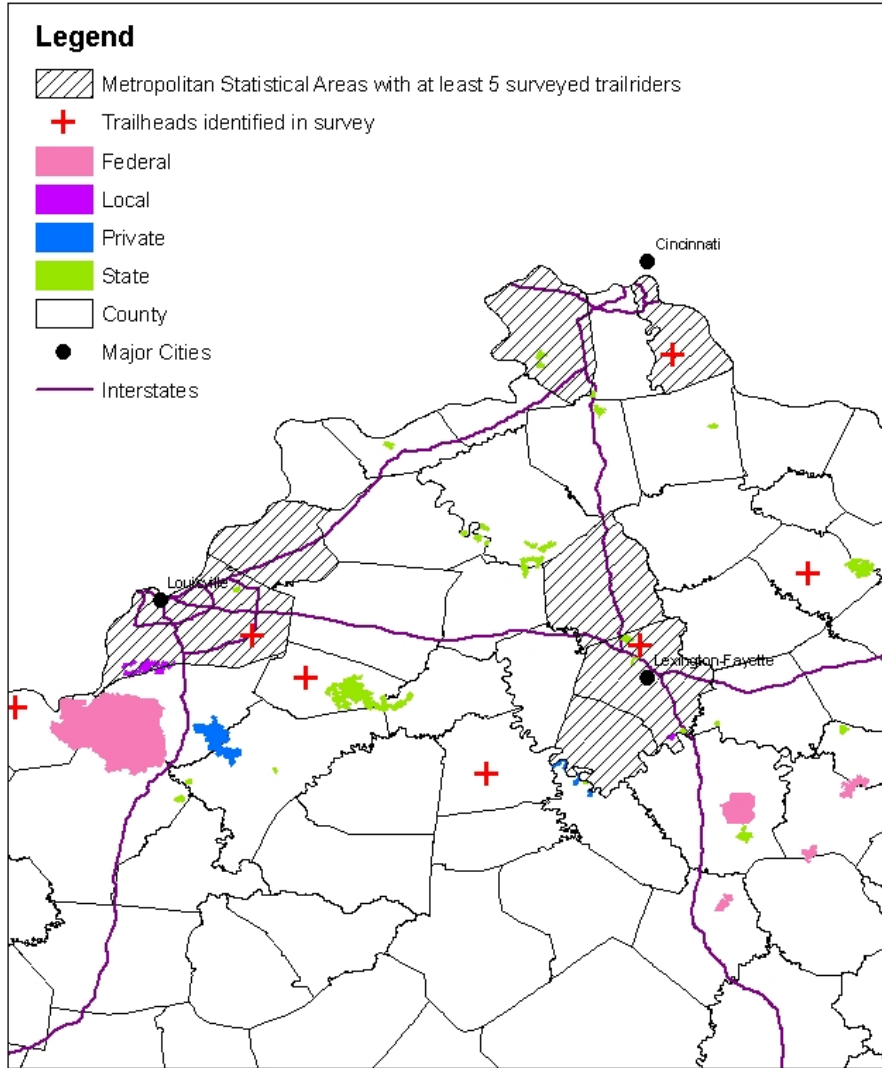 Legend
Metropolitan Statistical Areas with at least 5 surveyed trailriders
Trailheads identified in survey
Federal
Local
Private
State
County
Major Cities
Interstates
Cincinnati
Louisville
Lexington-Fayette